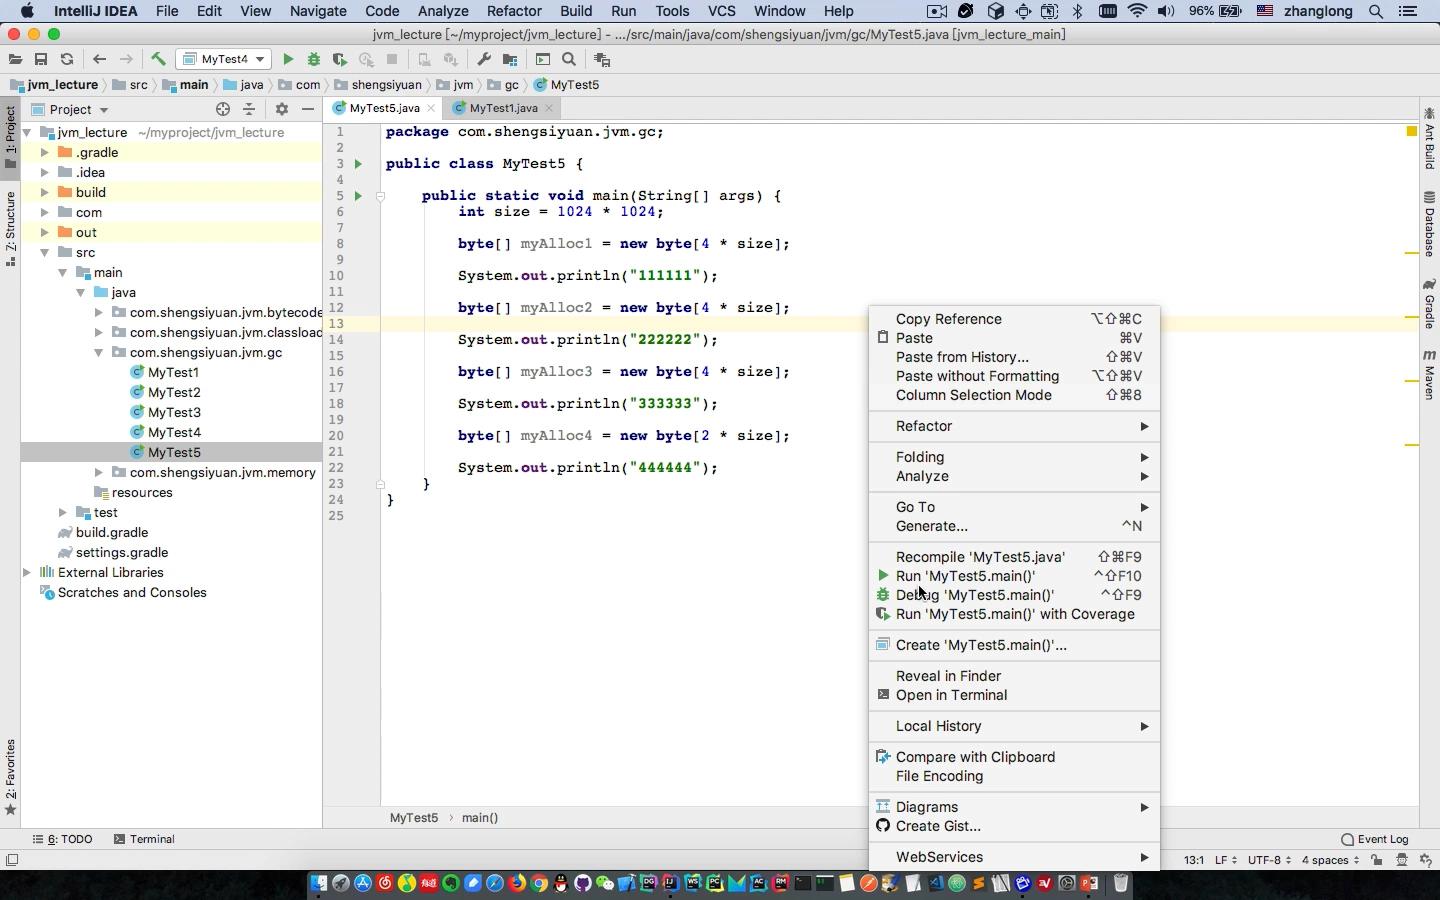 IntelliJ IDEA File Edit View Navigate Code Analyze Refactor Build Run Tools VCS Window Help 96% zhanglong
jvm_lecture [~/myproject/jvm_lecture] - .../src/main/java/com/shengsiyuan/jvm/gc/MyTest5.java [jvm_lecture_main]
MyTest4
jvm_lecture src main java com shengsiyuan jvm gc MyTest5
Project
MyTest5.java MyTest1.java
1: Project
Z: Structure
2: Favorites
jvm_lecture ~/myproject/jvm_lecture
.gradle
.idea
build
com
out
src
main
java
com.shengsiyuan.jvm.bytecode
com.shengsiyuan.jvm.classload
com.shengsiyuan.jvm.gc
MyTest1
MyTest2
MyTest3
MyTest4
MyTest5
com.shengsiyuan.jvm.memory
resources
test
build.gradle
settings.gradle
External Libraries
Scratches and Consoles
1 package com.shengsiyuan.jvm.gc;
2
3 public class MyTest5 {
4
5 public static void main(String[] args) {
6 int size = 1024 * 1024;
7
8 byte[] myAlloc1 = new byte[4 * size];
9
10 System.out.println("111111");
11
12 byte[] myAlloc2 = new byte[4 * size];
13
14 System.out.println("222222");
15
16 byte[] myAlloc3 = new byte[4 * size];
17
18 System.out.println("333333");
19
20 byte[] myAlloc4 = new byte[2 * size];
21
22 System.out.println("444444");
23 }
24 }
25
Copy Reference ⌥⇧⌘C
Paste ⌘V
Paste from History... ⇧⌘V
Paste without Formatting ⌥⇧⌘V
Column Selection Mode ⇧⌘8
Refactor
Folding
Analyze
Go To
Generate... ^N
Recompile 'MyTest5.java' ⇧⌘F9
Run 'MyTest5.main()' ^⇧F10
Debug 'MyTest5.main()' ^⇧F9
Run 'MyTest5.main()' with Coverage
Create 'MyTest5.main()'...
Reveal in Finder
Open in Terminal
Local History
Compare with Clipboard
File Encoding
Diagrams
Create Gist...
WebServices
Ant Build
Database
Gradle
Maven
MyTest5 › main()
6: TODO Terminal Event Log
13:1 LF UTF-8 4 spaces